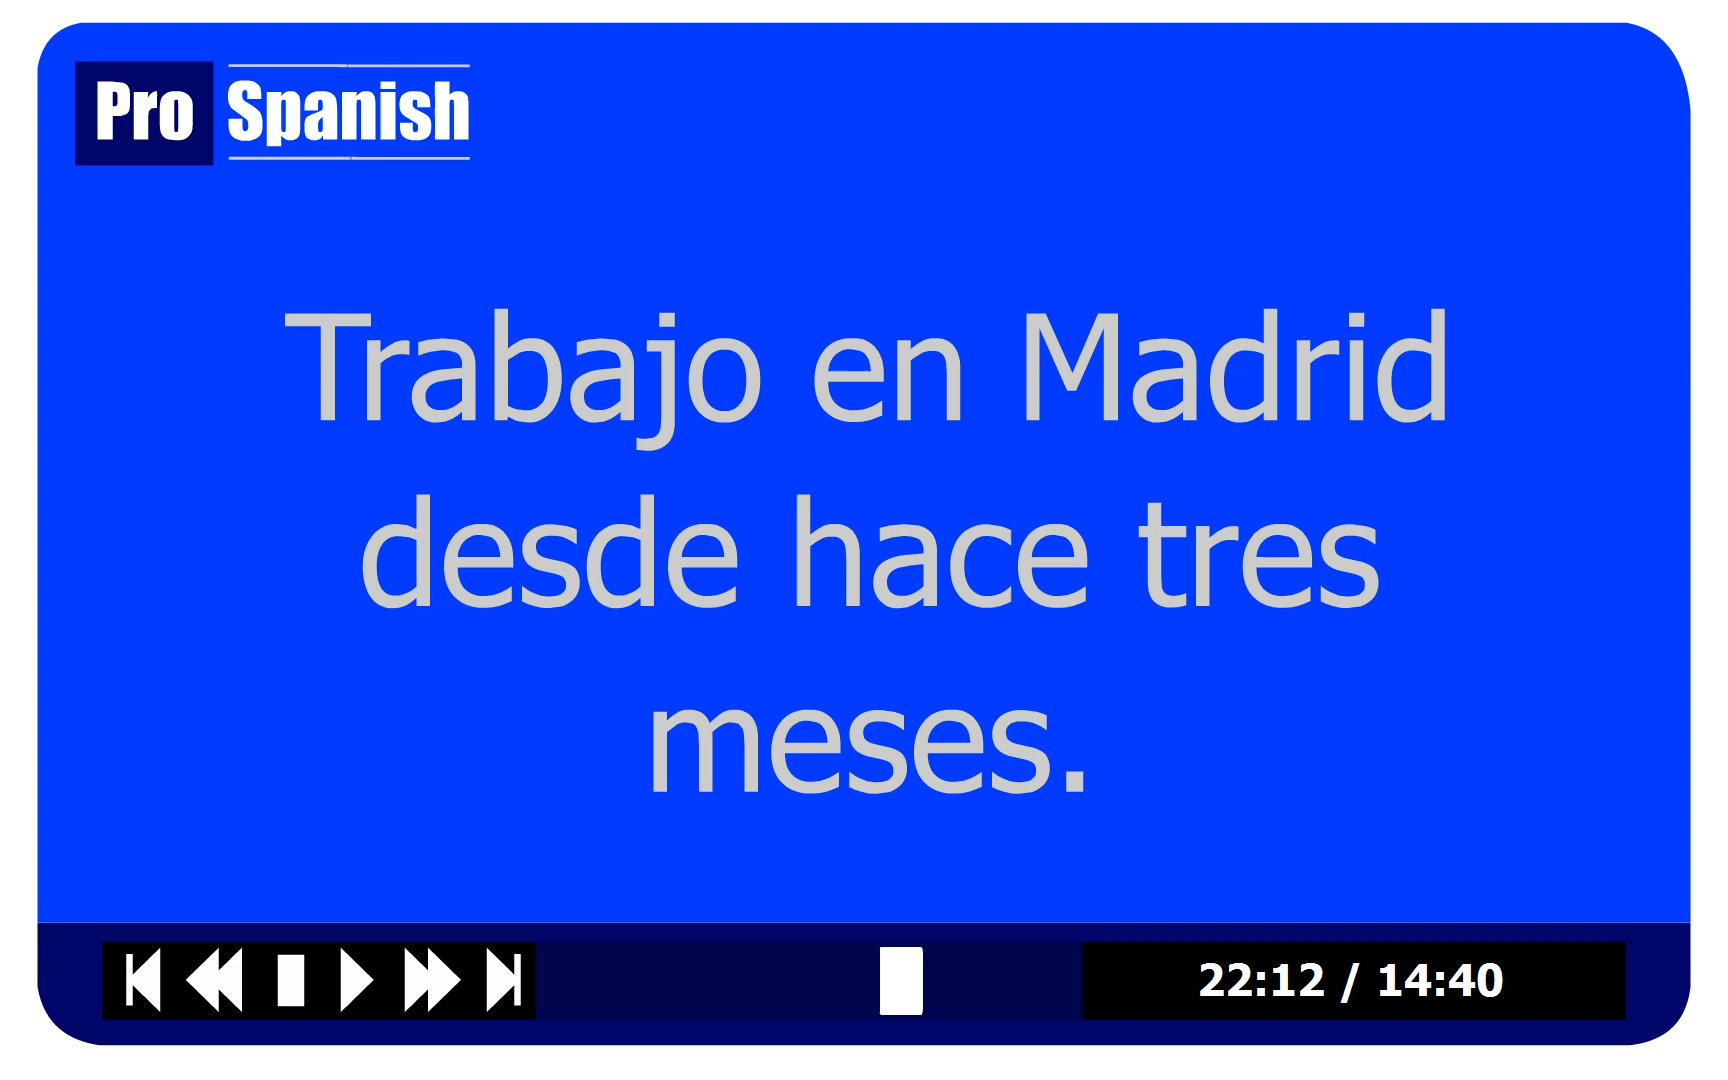 Pro Spanish
Trabajo en Madrid
desde hace tres
meses.
22:12 / 14:40